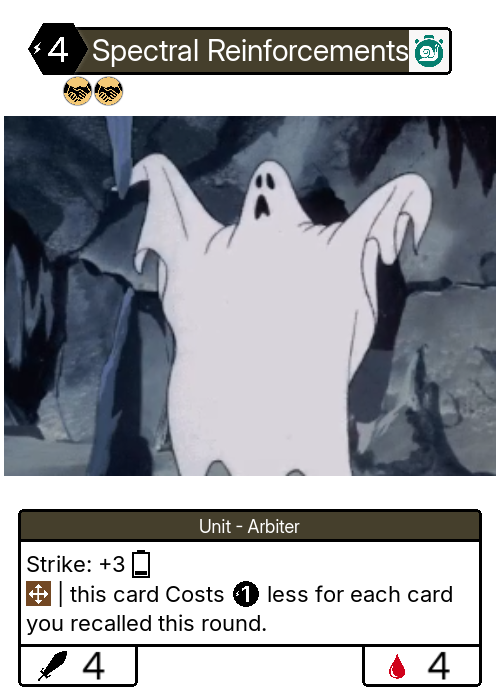 4 Spectral Reinforcements
Unit - Arbiter
Strike: +3
| this card Costs 1 less for each card
you recalled this round.
4 4